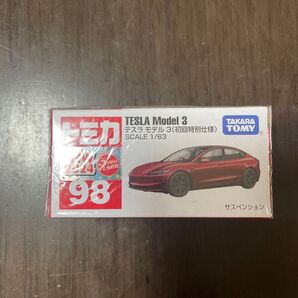 トミカ
98
TESLA Model 3
テスラ モデル 3(初回特別仕様)
SCALE 1/63
TAKARA
TOMY
サスペンション